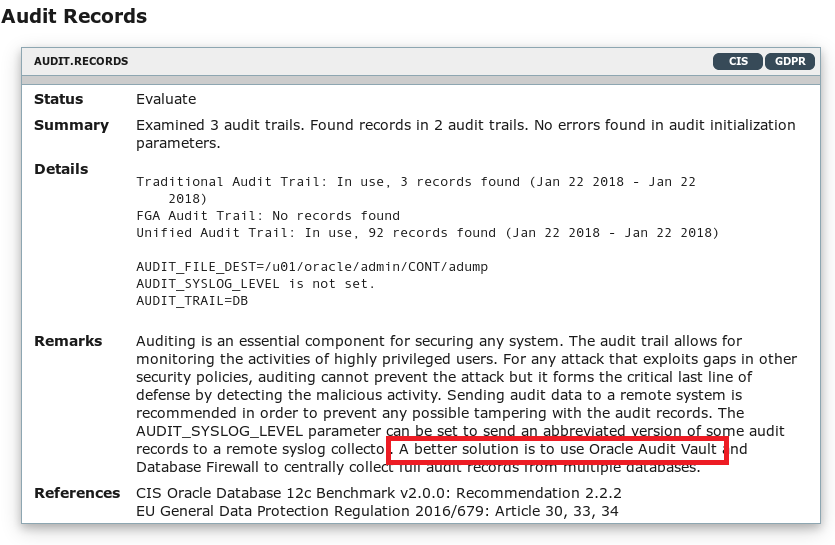 Audit Records
AUDIT.RECORDS CIS GDPR
Status Evaluate
Summary Examined 3 audit trails. Found records in 2 audit trails. No errors found in audit initialization
parameters.
Details
Traditional Audit Trail: In use, 3 records found (Jan 22 2018 - Jan 22
2018)
FGA Audit Trail: No records found
Unified Audit Trail: In use, 92 records found (Jan 22 2018 - Jan 22 2018)
AUDIT_FILE_DEST=/u01/oracle/admin/CONT/adump
AUDIT_SYSLOG_LEVEL is not set.
AUDIT_TRAIL=DB
Remarks Auditing is an essential component for securing any system. The audit trail allows for
monitoring the activities of highly privileged users. For any attack that exploits gaps in other
security policies, auditing cannot prevent the attack but it forms the critical last line of
defense by detecting the malicious activity. Sending audit data to a remote system is
recommended in order to prevent any possible tampering with the audit records. The
AUDIT_SYSLOG_LEVEL parameter can be set to send an abbreviated version of some audit
records to a remote syslog collector. A better solution is to use Oracle Audit Vault and
Database Firewall to centrally collect full audit records from multiple databases.
References CIS Oracle Database 12c Benchmark v2.0.0: Recommendation 2.2.2
EU General Data Protection Regulation 2016/679: Article 30, 33, 34